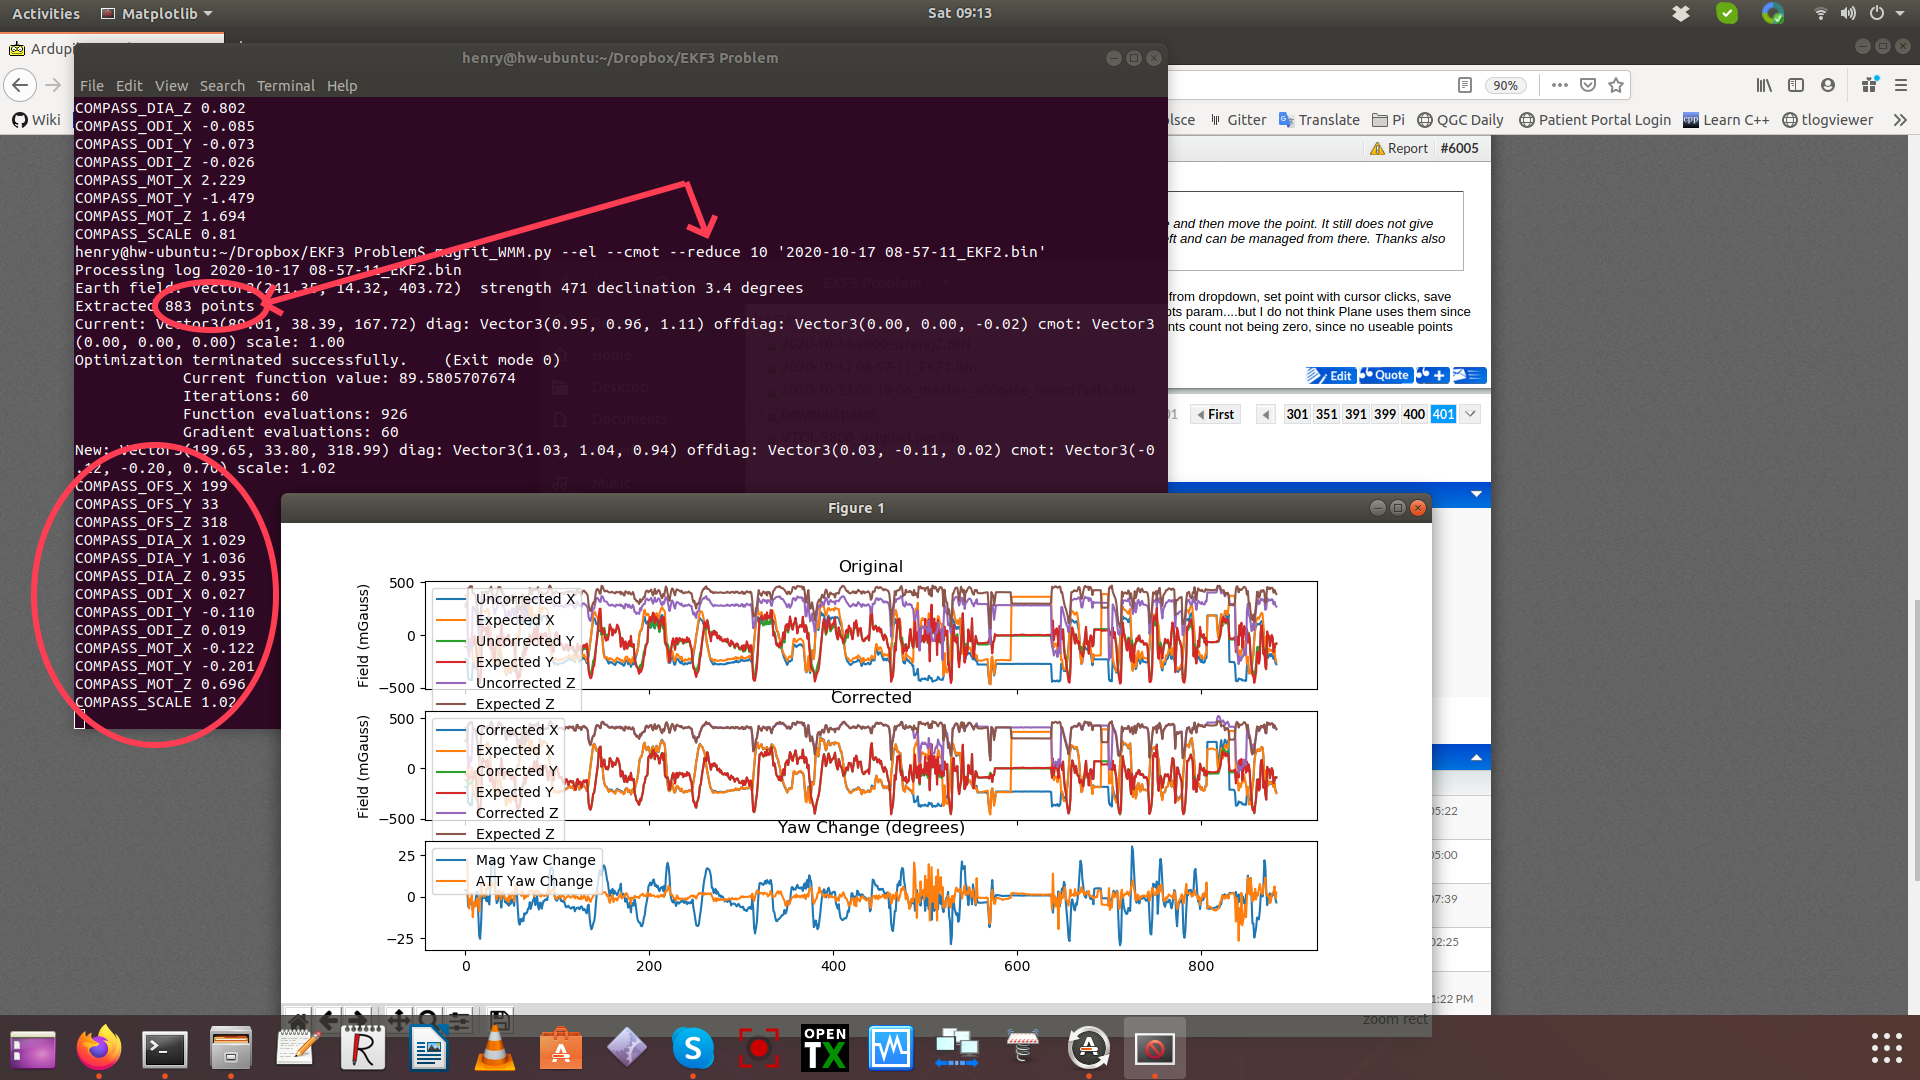 Activities
Matplotlib
Sat 09:13
Ardupi
henry@hw-ubuntu:~/Dropbox/EKF3 Problem
File Edit View Search Terminal Help
90%
Wiki
Gitter
Translate
Pi
QGC Daily
Patient Portal Login
cpp
Learn C++
tlogviewer
COMPASS_DIA_Z 0.802
COMPASS_ODI_X -0.085
COMPASS_ODI_Y -0.073
COMPASS_ODI_Z -0.026
COMPASS_MOT_X 2.229
COMPASS_MOT_Y -1.479
COMPASS_MOT_Z 1.694
COMPASS_SCALE 0.81
henry@hw-ubuntu:~/Dropbox/EKF3 Problem$ magfit_WMM.py --el --cmot --reduce 10 '2020-10-17 08-57-11_EKF2.bin'
Processing log 2020-10-17 08-57-11_EKF2.bin
Earth field: Vector3(241.35, 14.32, 403.72)  strength 471 declination 3.4 degrees
Extracted 883 points
Current: Vector3(89.01, 38.39, 167.72) diag: Vector3(0.95, 0.96, 1.11) offdiag: Vector3(0.00, 0.00, -0.02) cmot: Vector3
(0.00, 0.00, 0.00) scale: 1.00
Optimization terminated successfully.    (Exit mode 0)
Current function value: 89.5805707674
Iterations: 60
Function evaluations: 926
Gradient evaluations: 60
New: Vector3(199.65, 33.80, 318.99) diag: Vector3(1.03, 1.04, 0.94) offdiag: Vector3(0.03, -0.11, 0.02) cmot: Vector3(-0
.12, -0.20, 0.70) scale: 1.02
COMPASS_OFS_X 199
COMPASS_OFS_Y 33
COMPASS_OFS_Z 318
COMPASS_DIA_X 1.029
COMPASS_DIA_Y 1.036
COMPASS_DIA_Z 0.935
COMPASS_ODI_X 0.027
COMPASS_ODI_Y -0.110
COMPASS_ODI_Z 0.019
COMPASS_MOT_X -0.122
COMPASS_MOT_Y -0.201
COMPASS_MOT_Z 0.696
COMPASS_SCALE 1.02
Report #6005
and then move the point. It still does not give
and can be managed from there. Thanks also
from dropdown, set point with cursor clicks, save
param....but I do not think Plane uses them since
count not being zero, since no useable points
Edit
Quote
+
First
301 351 391 399 400 401
05:22
05:00
07:39
02:25
1:22 PM
Figure 1
Original
Field (mGauss)
500
0
−500
Uncorrected X
Expected X
Uncorrected Y
Expected Y
Uncorrected Z
Expected Z
Corrected
Field (mGauss)
500
0
−500
Corrected X
Expected X
Corrected Y
Expected Y
Corrected Z
Expected Z
Yaw Change (degrees)
25
0
−25
Mag Yaw Change
ATT Yaw Change
0 200 400 600 800
zoom rect
OPEN
TX